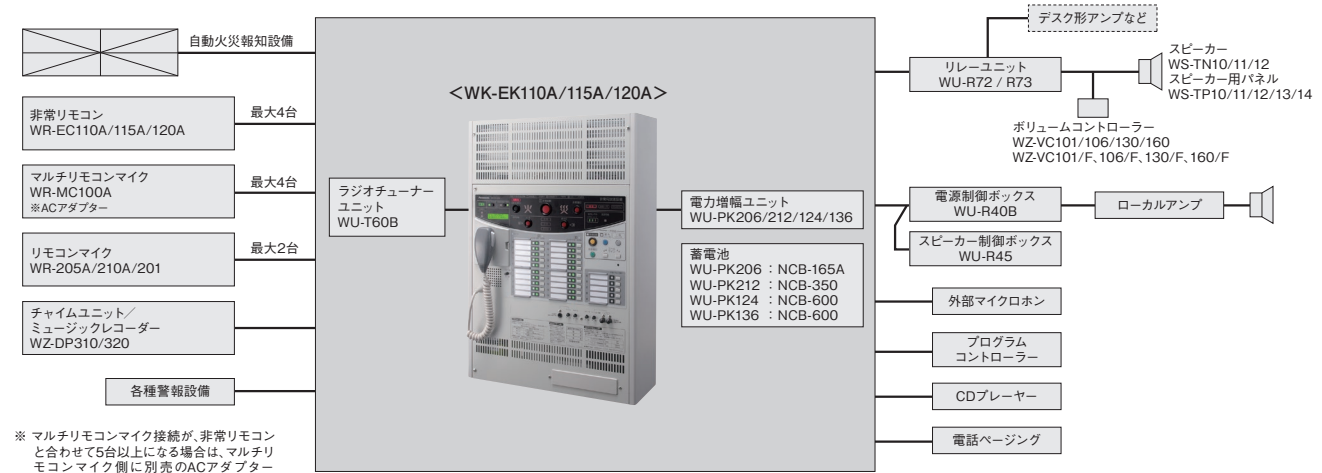 自動火災報知設備
非常リモコン
WR-EC110A/115A/120A
最大4台
マルチリモコンマイク
WR-MC100A
※ACアダプター
最大4台
リモコンマイク
WR-205A/210A/201
最大2台
チャイムユニット／
ミュージックレコーダー
WZ-DP310/320
各種警報設備
※ マルチリモコンマイク接続が、非常リモコン
と合わせて5台以上になる場合は、マルチリ
モコンマイク側に別売のACアダプター
＜WK-EK110A/115A/120A＞
ラジオチューナー
ユニット
WU-T60B
電力増幅ユニット
WU-PK206/212/124/136
蓄電池
WU-PK206 ：NCB-165A
WU-PK212 ：NCB-350
WU-PK124 ：NCB-600
WU-PK136 ：NCB-600
デスク形アンプなど
リレーユニット
WU-R72 / R73
スピーカー
WS-TN10/11/12
スピーカー用パネル
WS-TP10/11/12/13/14
ボリュームコントローラー
WZ-VC101/106/130/160
WZ-VC101/F、106/F、130/F、160/F
電源制御ボックス
WU-R40B
ローカルアンプ
スピーカー制御ボックス
WU-R45
外部マイクロホン
プログラム
コントローラー
CDプレーヤー
電話ページング